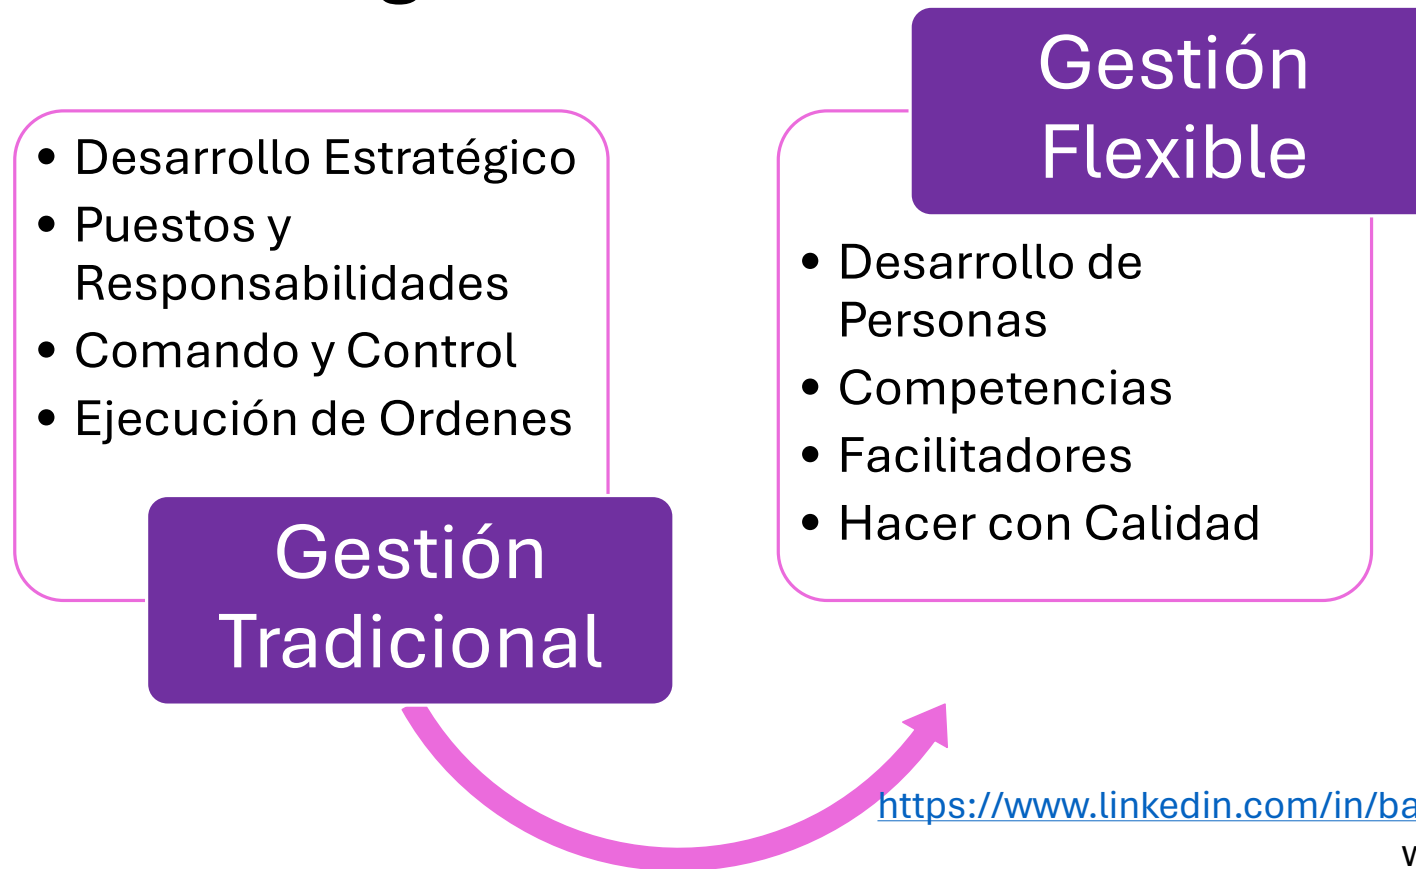 • Desarrollo Estratégico
• Puestos y
Responsabilidades
• Comando y Control
• Ejecución de Ordenes
Gestión
Tradicional
Gestión
Flexible
• Desarrollo de
Personas
• Competencias
• Facilitadores
• Hacer con Calidad
https://www.linkedin.com/in/ba